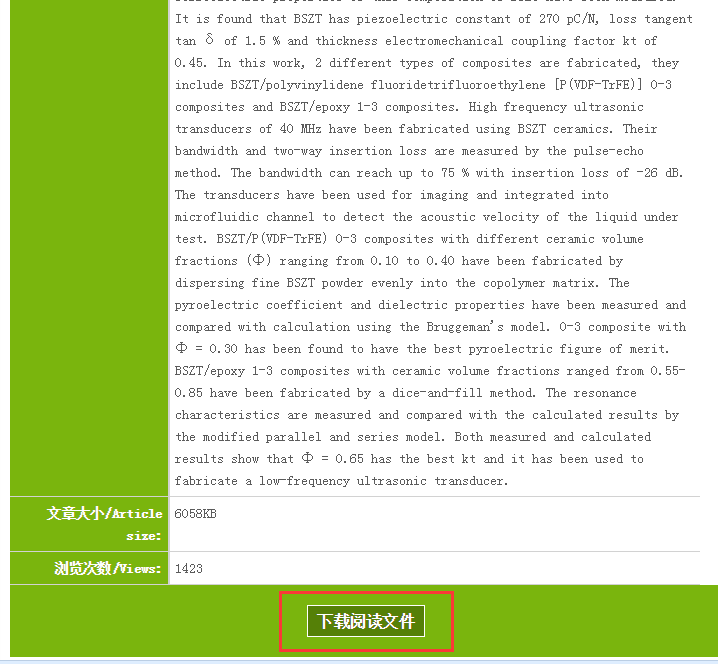 It is found that BSZT has piezoelectric constant of 270 pC/N, loss tangent
tan δ of 1.5 % and thickness electromechanical coupling factor kt of
0.45. In this work, 2 different types of composites are fabricated, they
include BSZT/polyvinylidene fluoridetrifluoroethylene [P(VDF-TrFE)] 0-3
composites and BSZT/epoxy 1-3 composites. High frequency ultrasonic
transducers of 40 MHz have been fabricated using BSZT ceramics. Their
bandwidth and two-way insertion loss are measured by the pulse-echo
method. The bandwidth can reach up to 75 % with insertion loss of -26 dB.
The transducers have been used for imaging and integrated into
microfluidic channel to detect the acoustic velocity of the liquid under
test. BSZT/P(VDF-TrFE) 0-3 composites with different ceramic volume
fractions (Φ) ranging from 0.10 to 0.40 have been fabricated by
dispersing fine BSZT powder evenly into the copolymer matrix. The
pyroelectric coefficient and dielectric properties have been measured and
compared with calculation using the Bruggeman's model. 0-3 composite with
Φ = 0.30 has been found to have the best pyroelectric figure of merit.
BSZT/epoxy 1-3 composites with ceramic volume fractions ranged from 0.55-
0.85 have been fabricated by a dice-and-fill method. The resonance
characteristics are measured and compared with the calculated results by
the modified parallel and series model. Both measured and calculated
results show that Φ = 0.65 has the best kt and it has been used to
fabricate a low-frequency ultrasonic transducer.
文章大小/Article
size:
6058KB
浏览次数/Views:
1423
下载阅读文件